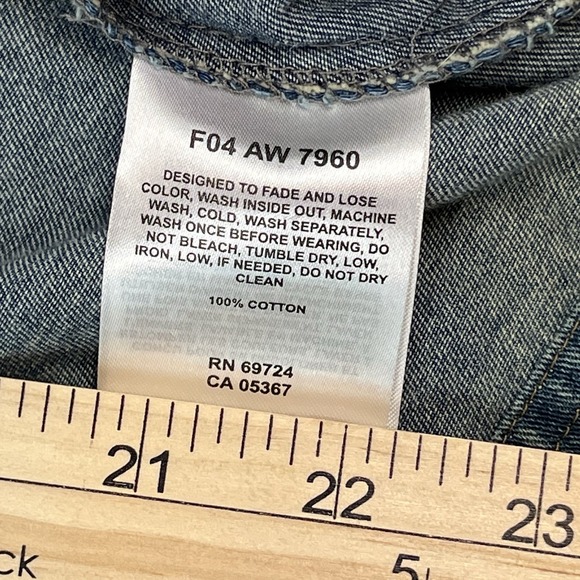 F04 AW 7960
DESIGNED TO FADE AND LOSE
COLOR, WASH INSIDE OUT, MACHINE
WASH, COLD, WASH SEPARATELY,
WASH ONCE BEFORE WEARING, DO
NOT BLEACH, TUMBLE DRY, LOW,
IRON, LOW, IF NEEDED, DO NOT DRY
CLEAN
100% COTTON
RN 69724
CA 05367
21 22 23
ck 5